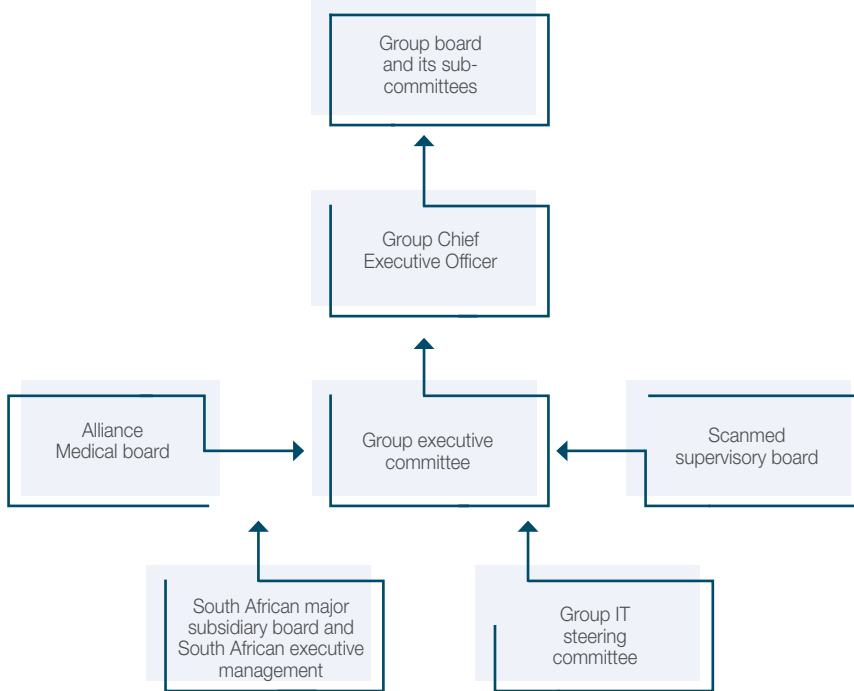 Group board
and its sub-
committees
Group Chief
Executive Officer
Alliance
Medical board
Group executive
committee
Scanmed
supervisory board
South African major
subsidiary board and
South African executive
management
Group IT
steering
committee